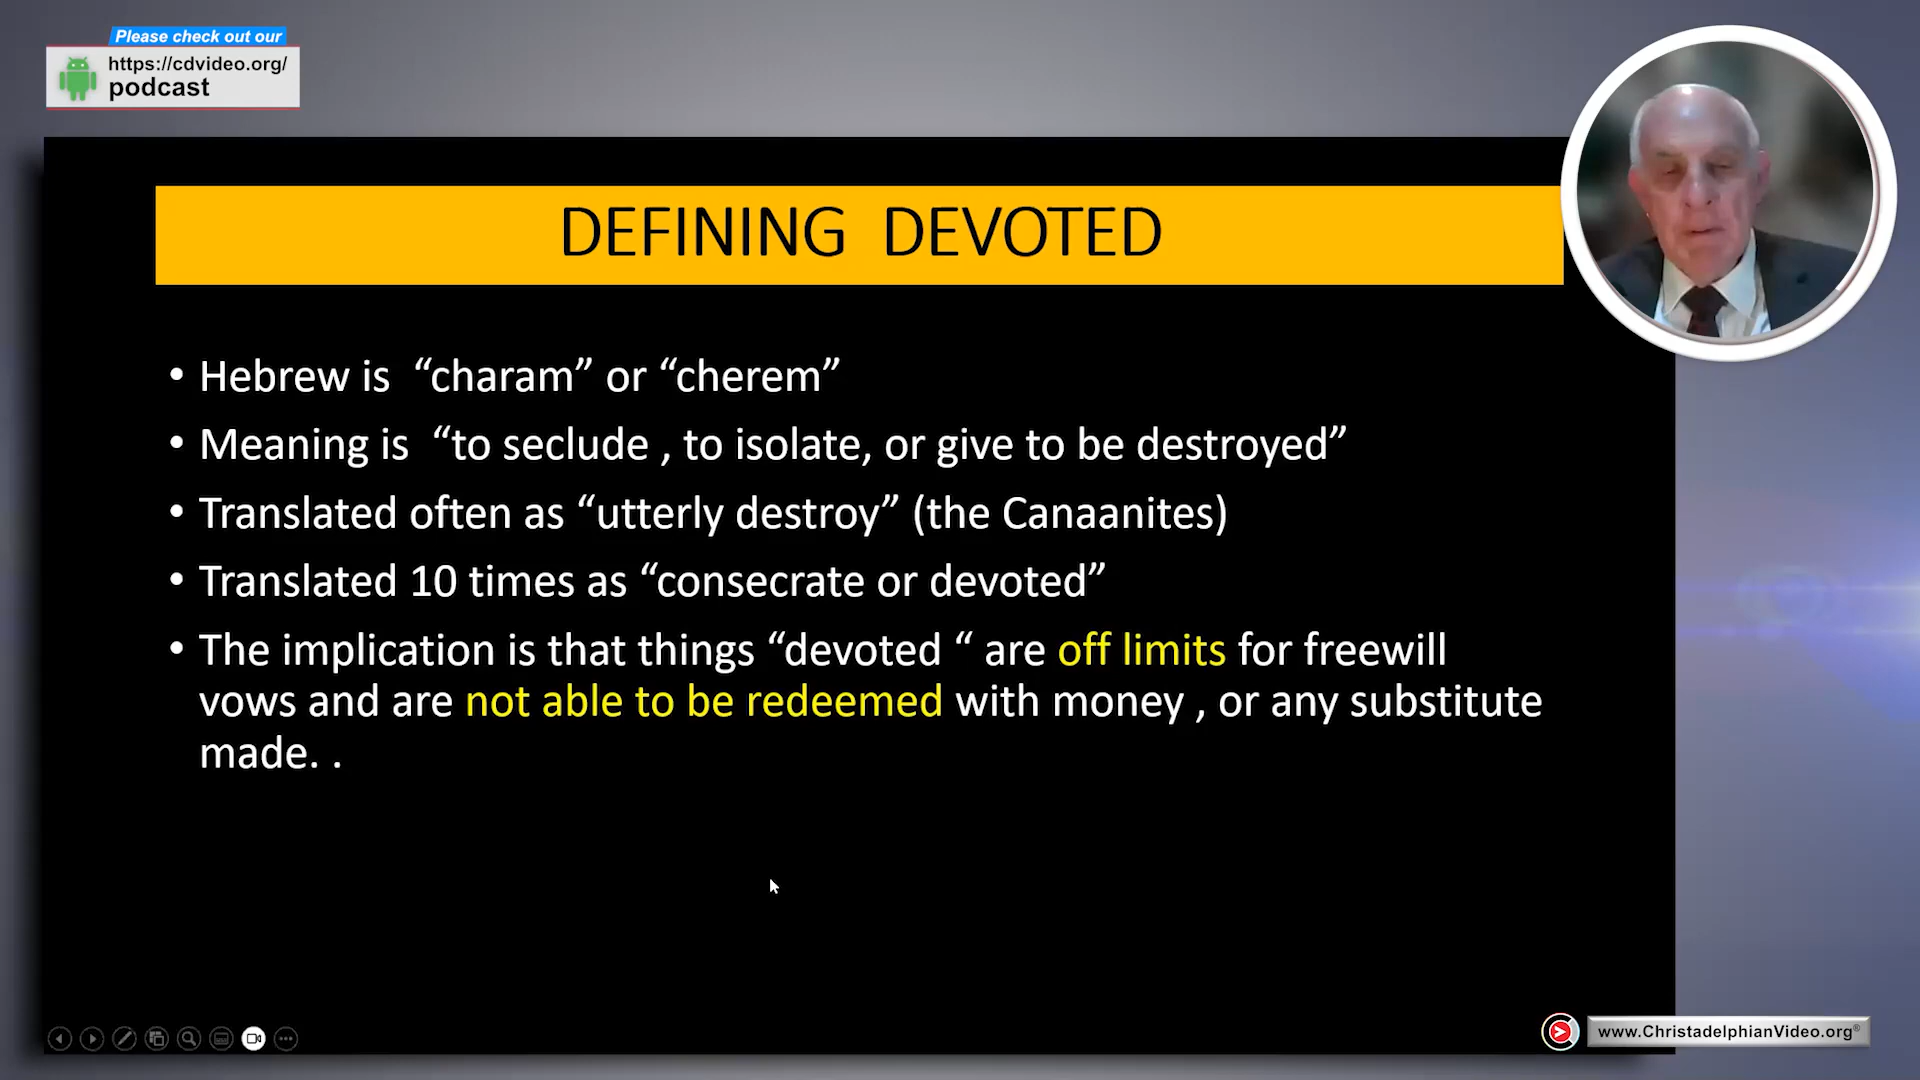 Please check out our
https://cdvideo.org/
podcast
DEFINING DEVOTED
• Hebrew is “charam” or “cherem”
• Meaning is “to seclude , to isolate, or give to be destroyed”
• Translated often as “utterly destroy” (the Canaanites)
• Translated 10 times as “consecrate or devoted”
• The implication is that things “devoted “ are off limits for freewill
vows and are not able to be redeemed with money , or any substitute
made. .
www.ChristadelphianVideo.org®